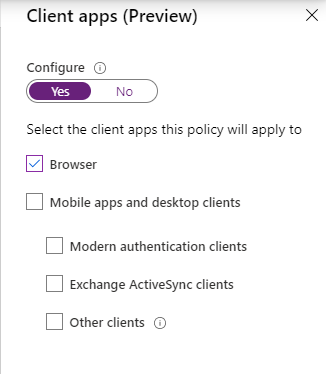 Client apps (Preview)
Configure
Yes No
Select the client apps this policy will apply to
Browser
Mobile apps and desktop clients
Modern authentication clients
Exchange ActiveSync clients
Other clients